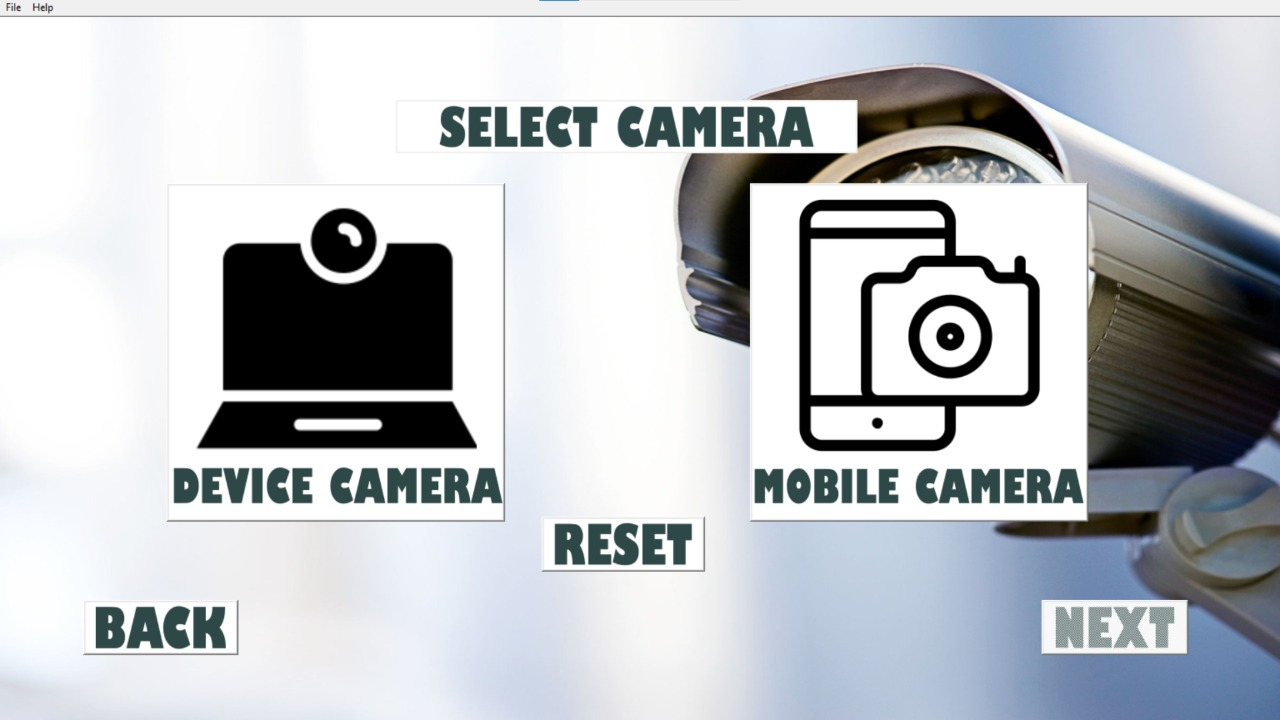 File Help
SELECT CAMERA
DEVICE CAMERA
MOBILE CAMERA
RESET
BACK
NEXT